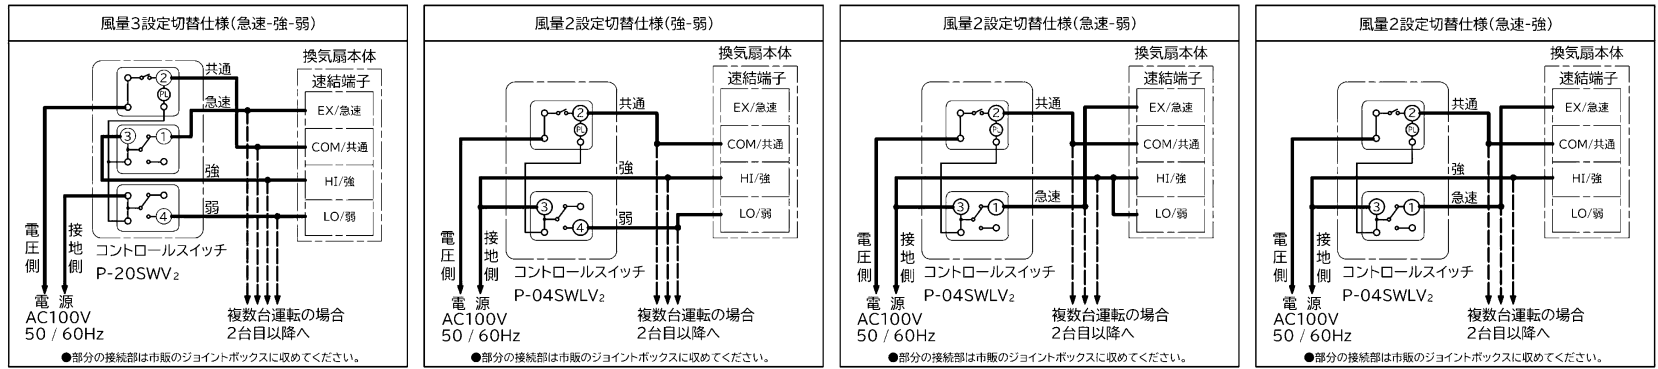 風量3設定切替仕様(急速-強-弱)
換気扇本体
速結端子
共通
②
PL
急速
EX/急速
③
①
COM/共通
強
HI/強
弱
④
LO/弱
電圧側
接地側
コントロールスイッチ
P-20SWV2
電 源
AC100V
50 / 60Hz
複数台運転の場合
2台目以降へ
●部分の接続部は市販のジョイントボックスに収めてください。
風量2設定切替仕様(強-弱)
換気扇本体
速結端子
共通
②
PL
EX/急速
COM/共通
強
HI/強
③
弱
④
LO/弱
電圧側
接地側
コントロールスイッチ
P-04SWLV2
電 源
AC100V
50 / 60Hz
複数台運転の場合
2台目以降へ
●部分の接続部は市販のジョイントボックスに収めてください。
風量2設定切替仕様(急速-弱)
換気扇本体
速結端子
共通
②
PL
EX/急速
COM/共通
強
HI/強
急速
③
①
LO/弱
電圧側
接地側
コントロールスイッチ
P-04SWLV2
電 源
AC100V
50 / 60Hz
複数台運転の場合
2台目以降へ
●部分の接続部は市販のジョイントボックスに収めてください。
風量2設定切替仕様(急速-強)
換気扇本体
速結端子
共通
②
PL
EX/急速
COM/共通
強
HI/強
急速
③
①
LO/弱
電圧側
接地側
コントロールスイッチ
P-04SWLV2
電 源
AC100V
50 / 60Hz
複数台運転の場合
2台目以降へ
●部分の接続部は市販のジョイントボックスに収めてください。